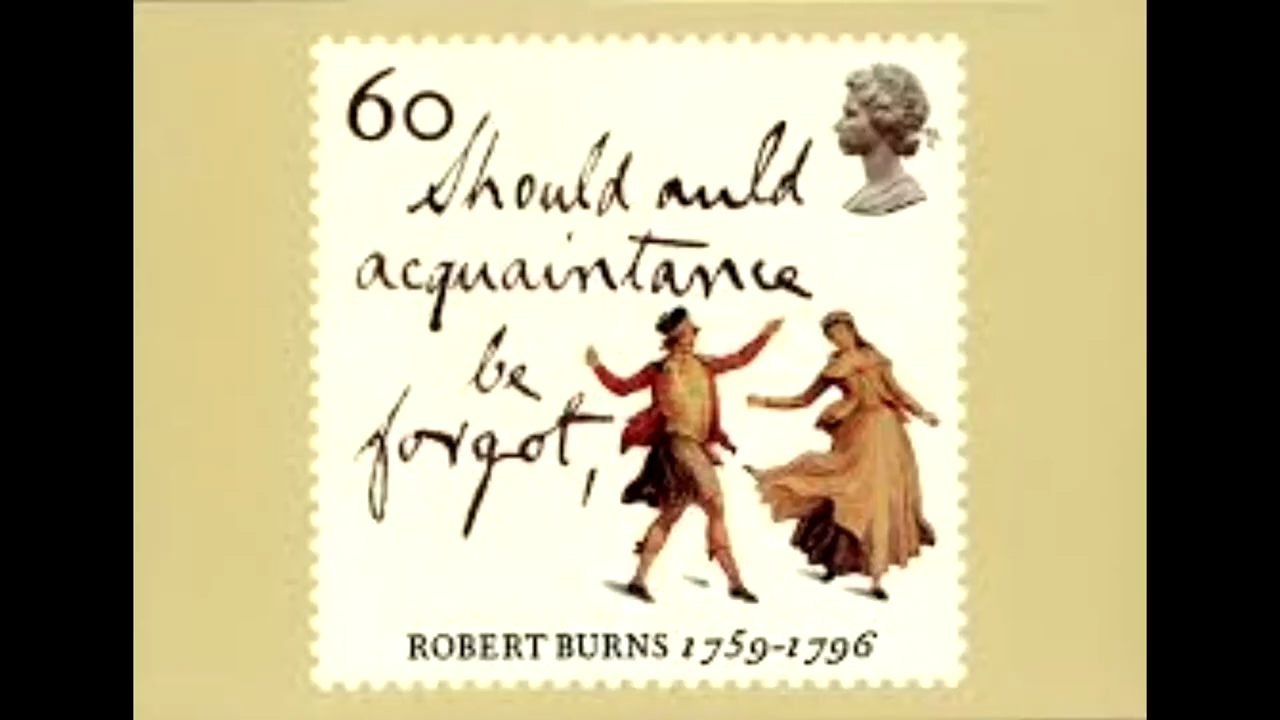 60
Should auld
acquaintance
be
forgot,
ROBERT BURNS 1759-1796